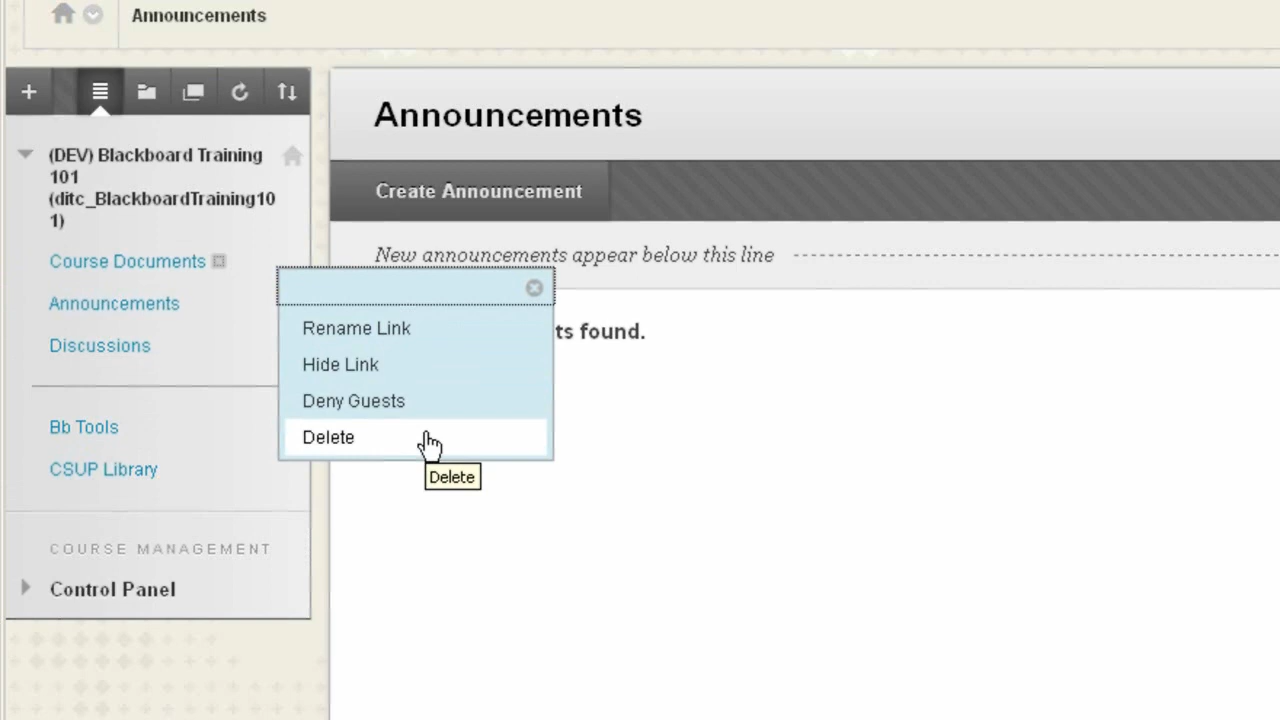 Announcements
(DEV) Blackboard Training
101
(ditc_BlackboardTraining10
1)
Course Documents
Announcements
Discussions
Bb Tools
CSUP Library
COURSE MANAGEMENT
Control Panel
Announcements
Create Announcement
New announcements appear below this line
ts found.
Rename Link
Hide Link
Deny Guests
Delete
Delete